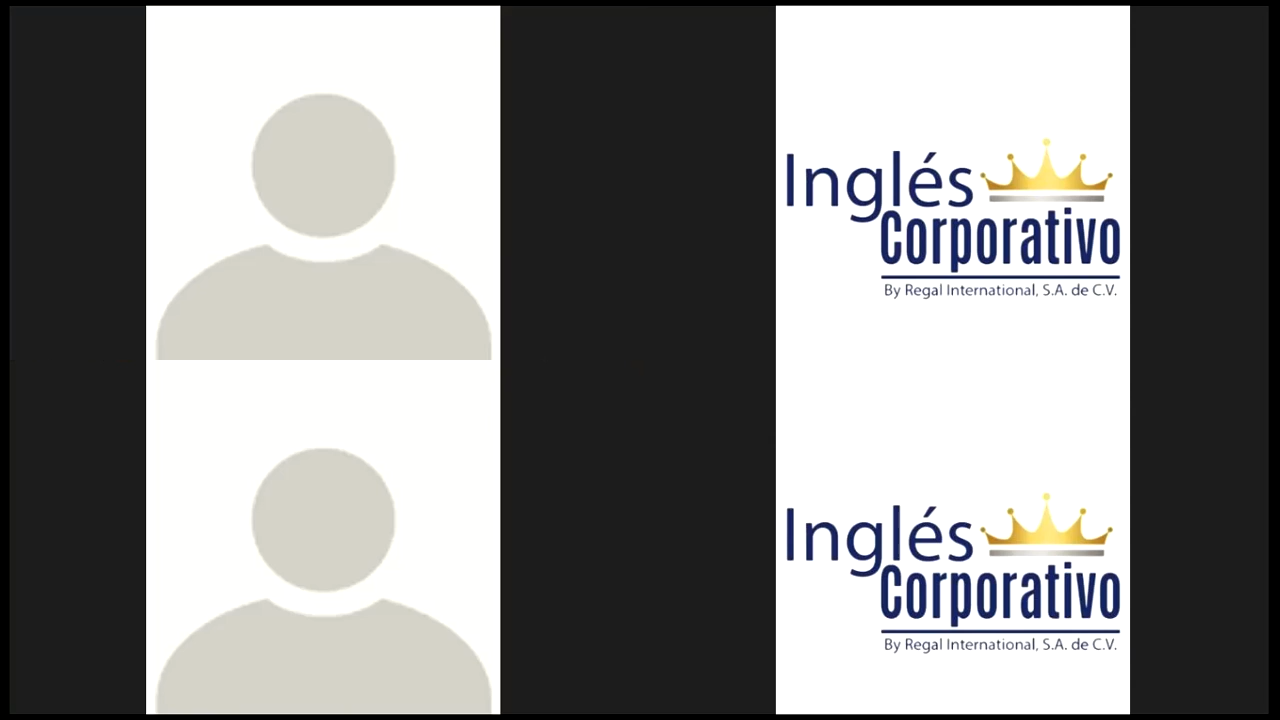 Inglés
Corporativo
By Regal International, S.A. de C.V.
Inglés
Corporativo
By Regal International, S.A. de C.V.